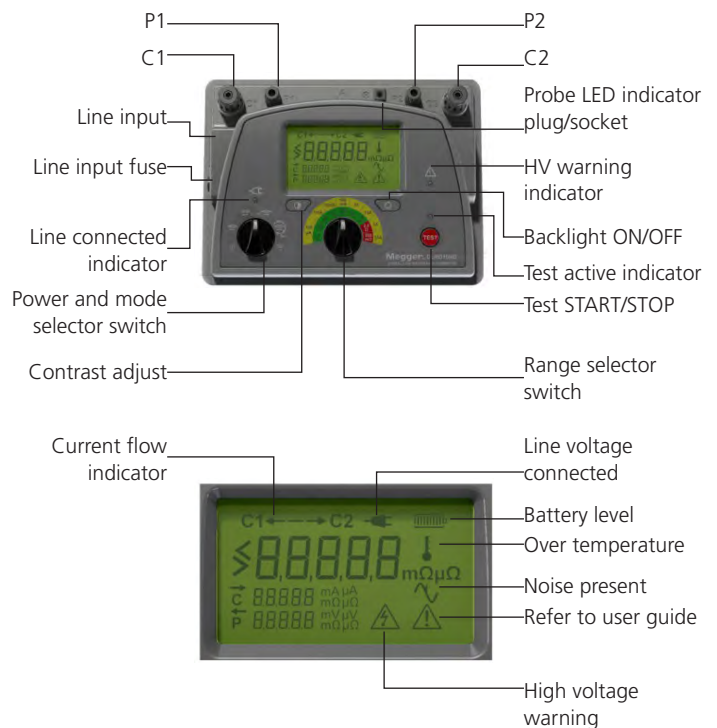 P1
P2
C1
C2
Line input
Probe LED indicator
plug/socket
Line input fuse
HV warning
indicator
Line connected
indicator
Backlight ON/OFF
Test active indicator
Power and mode
selector switch
Test START/STOP
Contrast adjust
Range selector
switch
TEST
Megger
Current flow
indicator
Line voltage
connected
C1 C2
Battery level
Over temperature
88888 mΩμΩ
Noise present
C 88888 mAμA
mΩμΩ
Refer to user guide
P 88888 mVμV
mΩμΩ
High voltage
warning